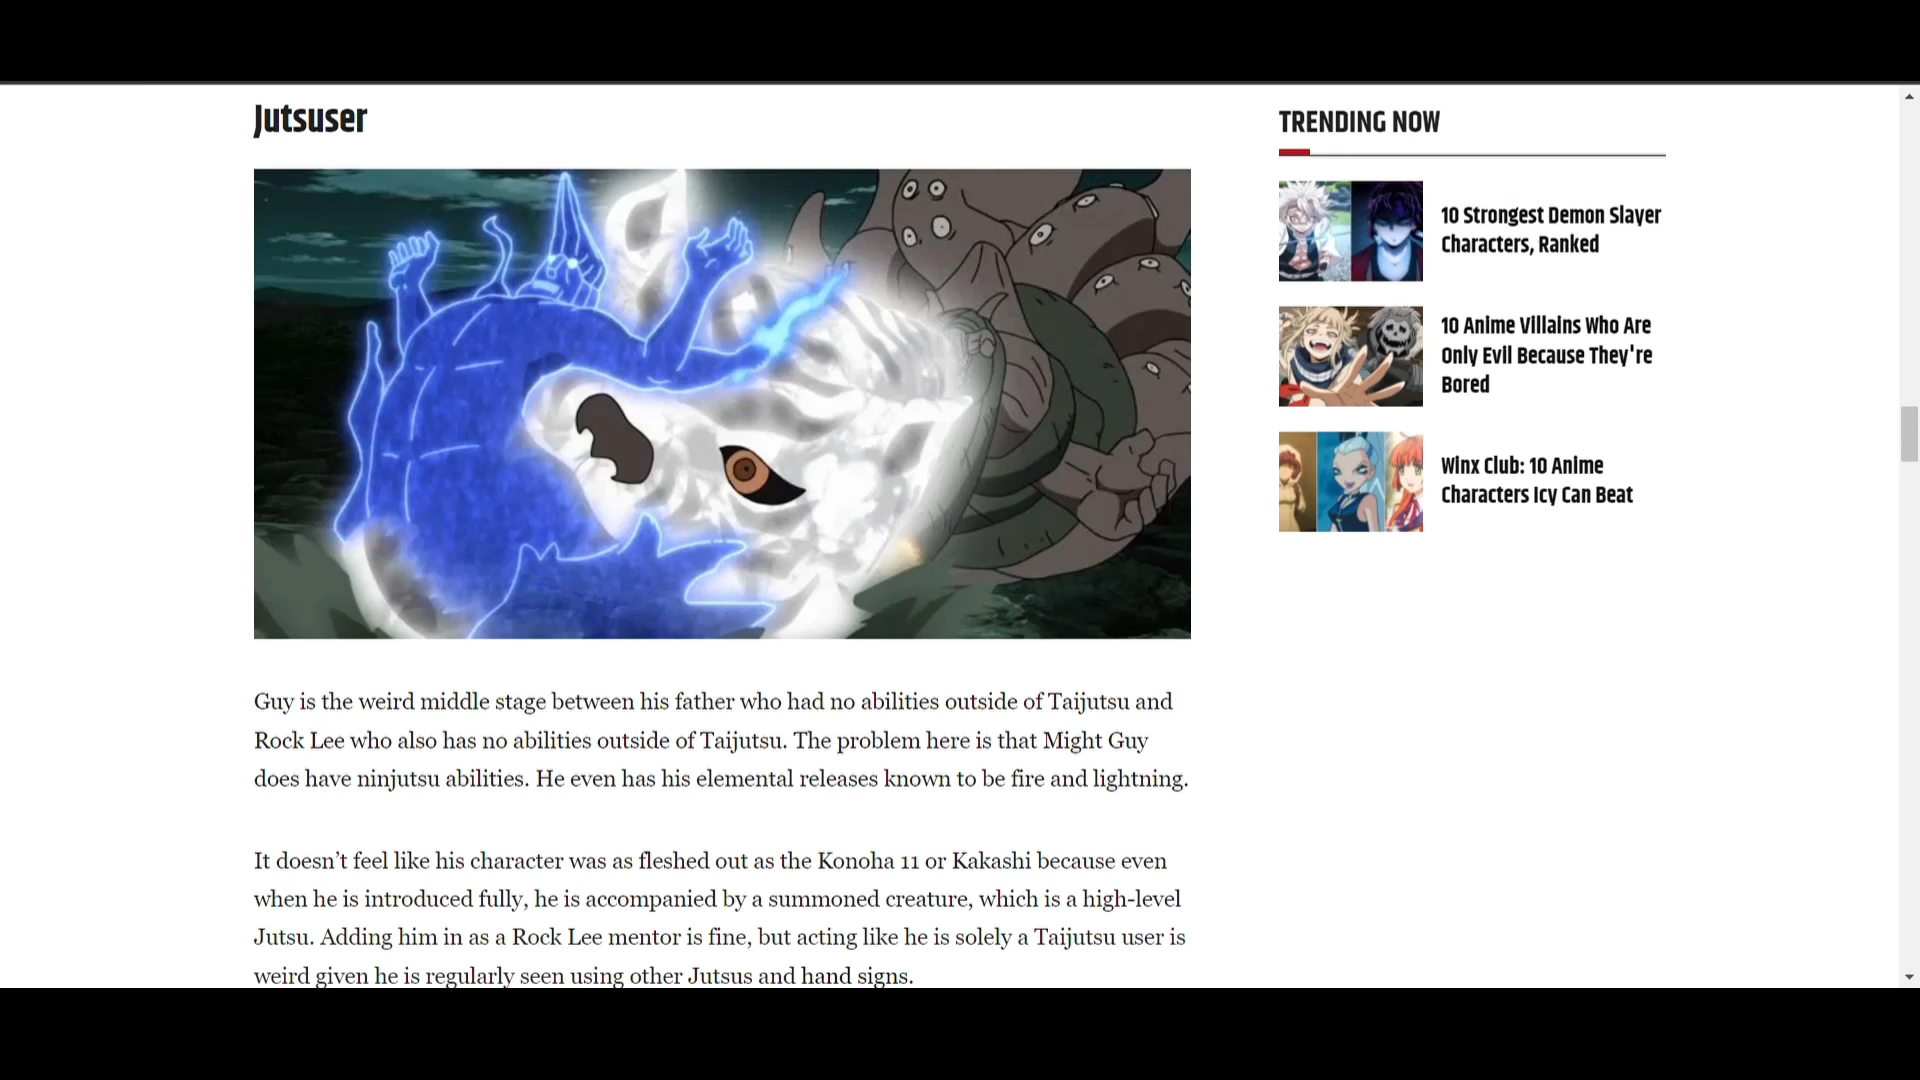 Jutsuser
Guy is the weird middle stage between his father who had no abilities outside of Taijutsu and
Rock Lee who also has no abilities outside of Taijutsu. The problem here is that Might Guy
does have ninjutsu abilities. He even has his elemental releases known to be fire and lightning.
It doesn’t feel like his character was as fleshed out as the Konoha 11 or Kakashi because even
when he is introduced fully, he is accompanied by a summoned creature, which is a high-level
Jutsu. Adding him in as a Rock Lee mentor is fine, but acting like he is solely a Taijutsu user is
weird given he is regularly seen using other Jutsus and hand signs.
TRENDING NOW
10 Strongest Demon Slayer
Characters, Ranked
10 Anime Villains Who Are
Only Evil Because They're
Bored
Winx Club: 10 Anime
Characters Icy Can Beat